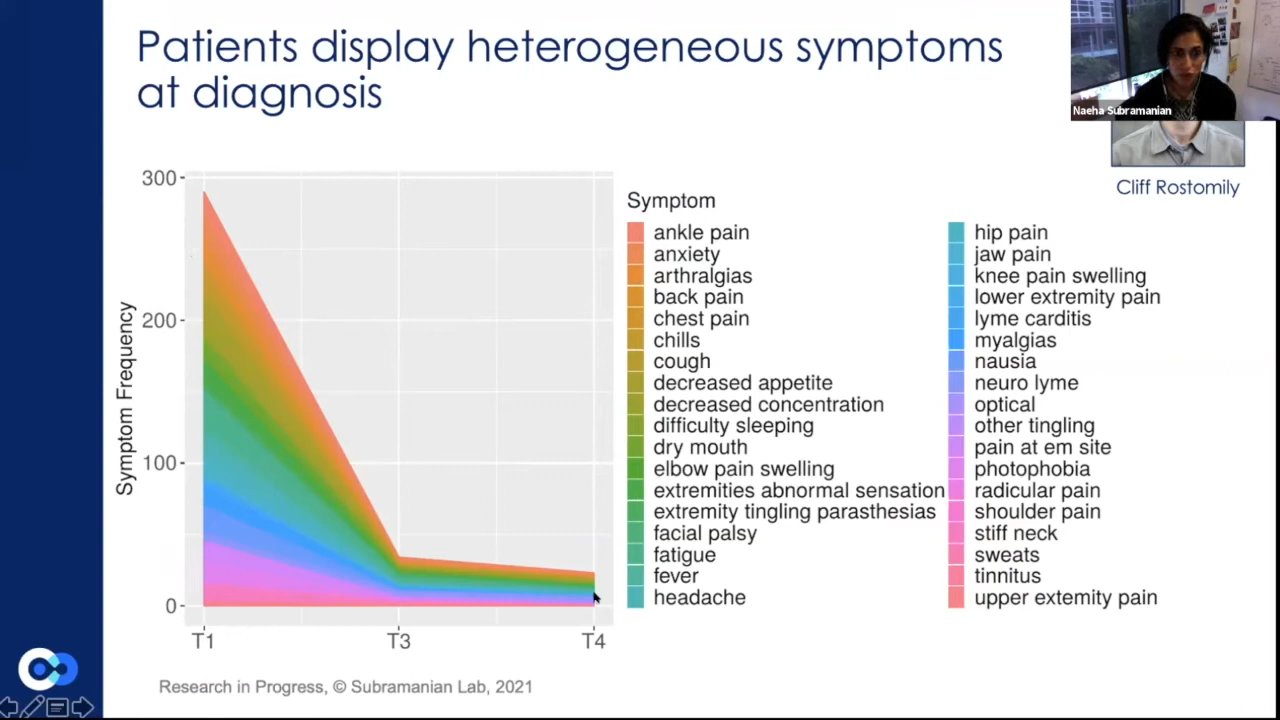 Patients display heterogeneous symptoms
at diagnosis
Naeha Subramanian
Cliff Rostomily
300
200
100
0
Symptom Frequency
T1
T3
T4
Symptom
ankle pain
anxiety
arthralgias
back pain
chest pain
chills
cough
decreased appetite
decreased concentration
difficulty sleeping
dry mouth
elbow pain swelling
extremities abnormal sensation
extremity tingling parasthesias
facial palsy
fatigue
fever
headache
hip pain
jaw pain
knee pain swelling
lower extremity pain
lyme carditis
myalgias
nausia
neuro lyme
optical
other tingling
pain at em site
photophobia
radicular pain
shoulder pain
stiff neck
sweats
tinnitus
upper extemity pain
Research in Progress, © Subramanian Lab, 2021